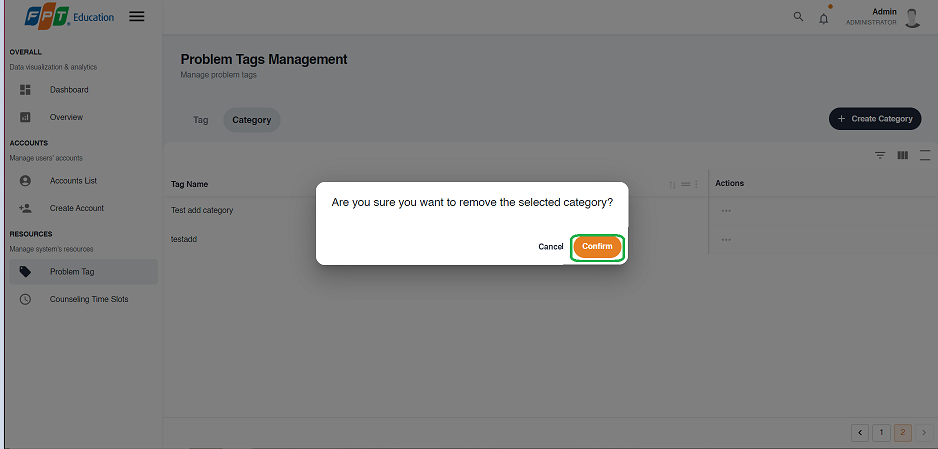 FPT Education
Admin
ADMINISTRATOR
OVERALL
Data visualization & analytics
Dashboard
Overview
ACCOUNTS
Manage users' accounts
Accounts List
Create Account
RESOURCES
Manage system's resources
Problem Tag
Counseling Time Slots
Problem Tags Management
Manage problem tags
Tag Category
+ Create Category
Tag Name Actions
Test add category
testadd
Are you sure you want to remove the selected category?
Cancel Confirm
1 2